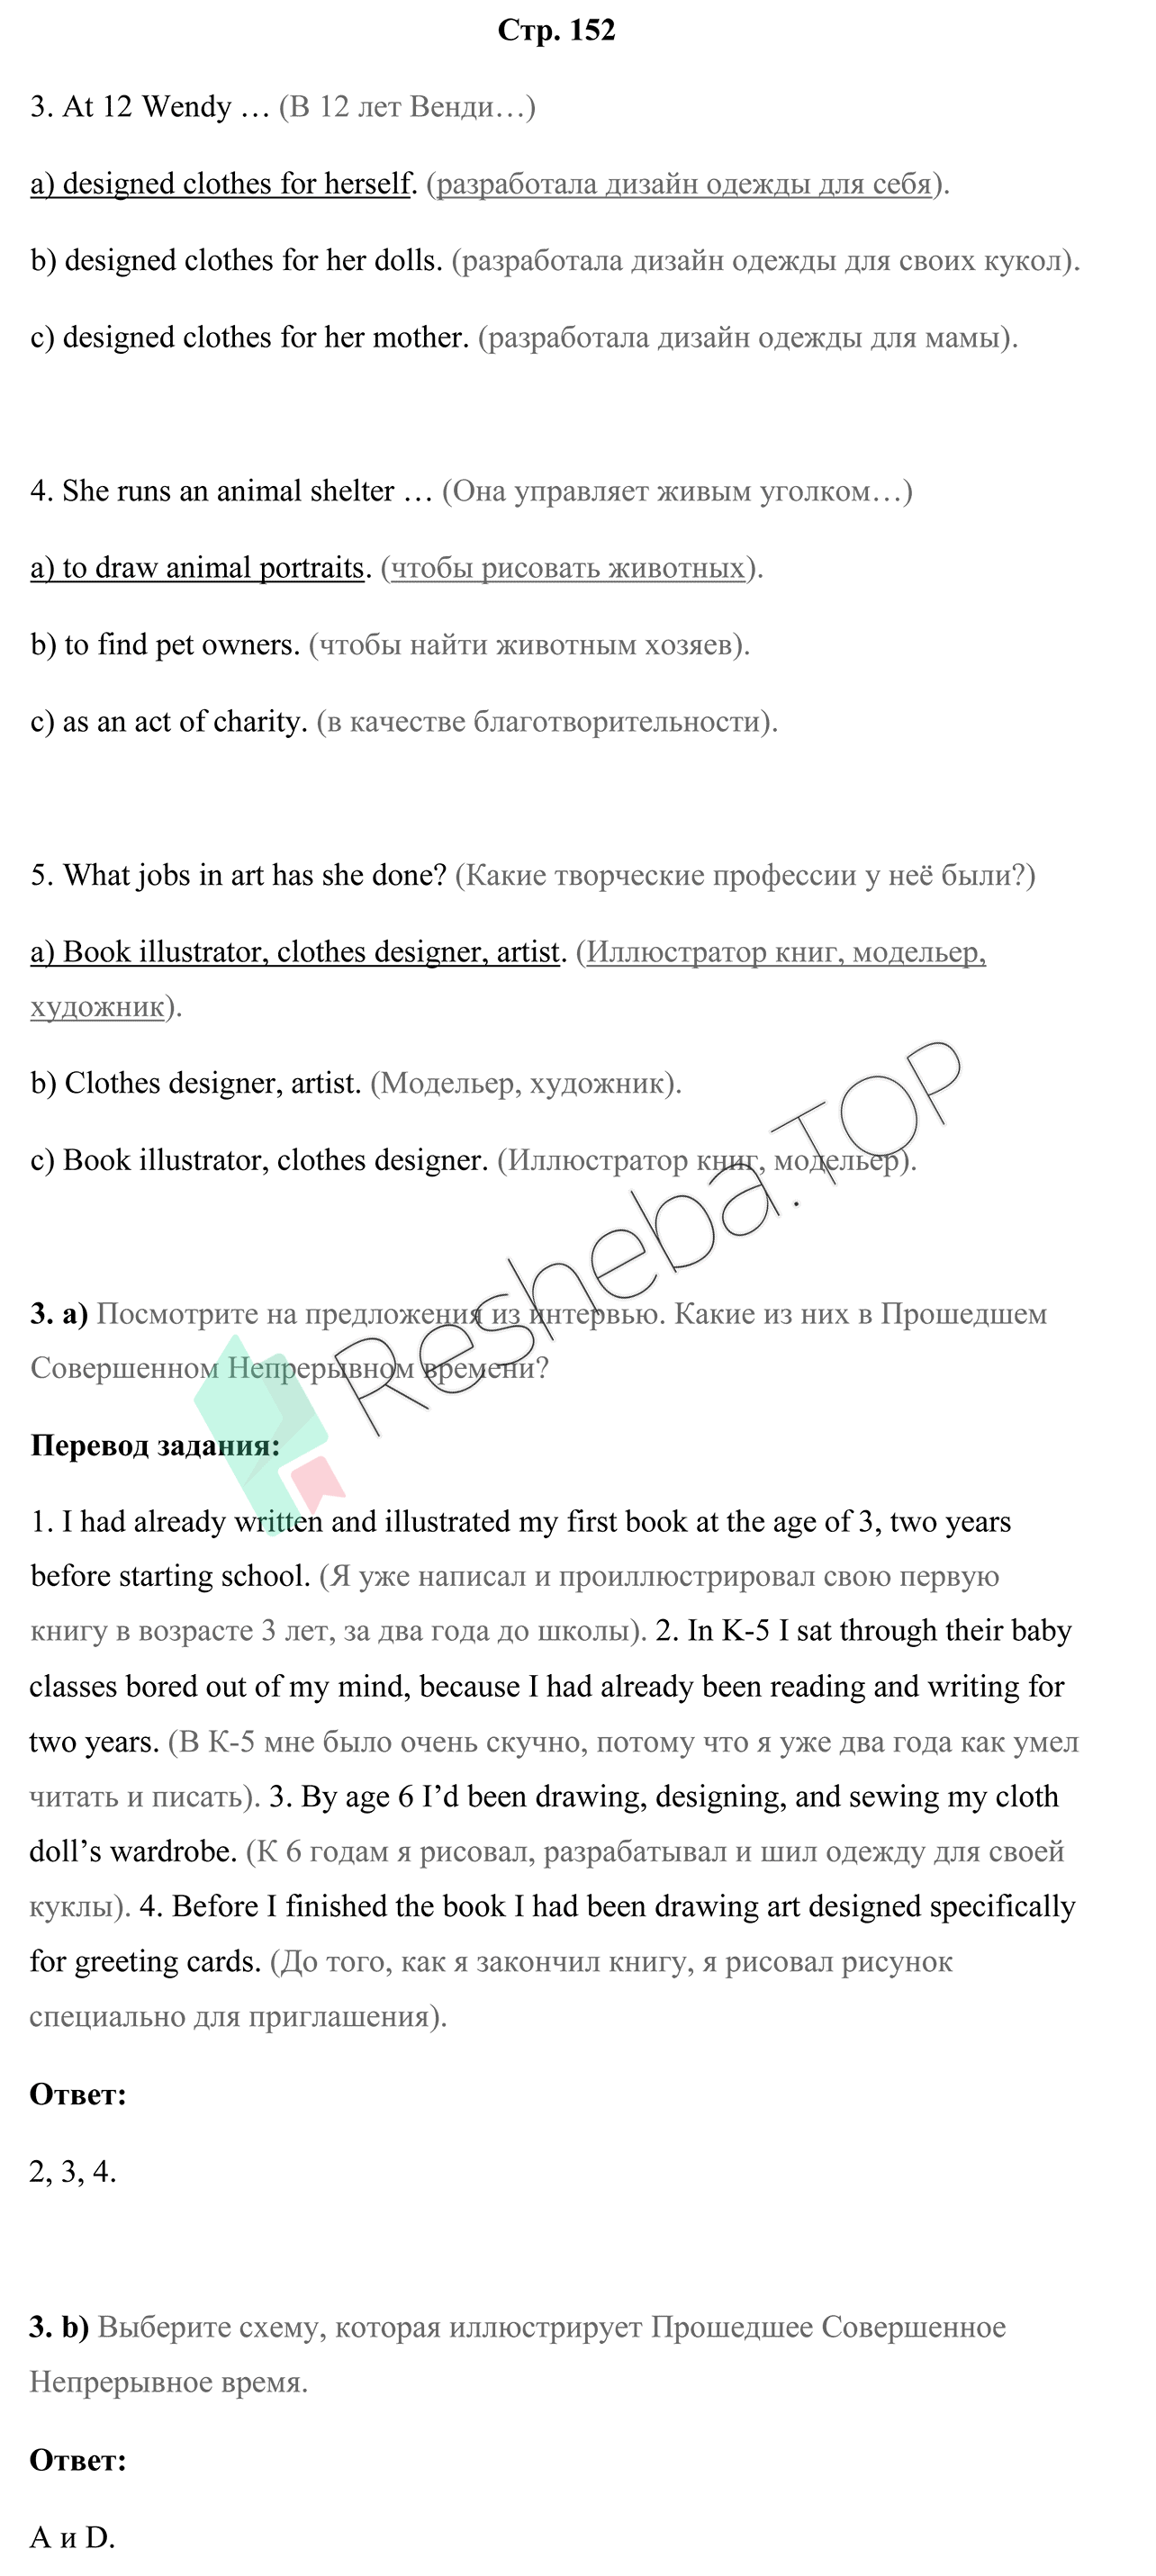 Стр. 152
3. At 12 Wendy … (В 12 лет Венди…)
a) designed clothes for herself. (разработала дизайн одежды для себя).
b) designed clothes for her dolls. (разработала дизайн одежды для своих кукол).
c) designed clothes for her mother. (разработала дизайн одежды для мамы).
4. She runs an animal shelter … (Она управляет живым уголком…)
a) to draw animal portraits. (чтобы рисовать животных).
b) to find pet owners. (чтобы найти животным хозяев).
c) as an act of charity. (в качестве благотворительности).
5. What jobs in art has she done? (Какие творческие профессии у неё были?)
a) Book illustrator, clothes designer, artist. (Иллюстратор книг, модельер,
художник).
b) Clothes designer, artist. (Модельер, художник).
c) Book illustrator, clothes designer. (Иллюстратор книг, модельер).
Resheba.TOP
3. a) Посмотрите на предложения из интервью. Какие из них в Прошедшем
Совершенном Непрерывном времени?
Перевод задания:
1. I had already written and illustrated my first book at the age of 3, two years
before starting school. (Я уже написал и проиллюстрировал свою первую
книгу в возрасте 3 лет, за два года до школы). 2. In K-5 I sat through their baby
classes bored out of my mind, because I had already been reading and writing for
two years. (В К-5 мне было очень скучно, потому что я уже два года как умел
читать и писать). 3. By age 6 I’d been drawing, designing, and sewing my cloth
doll’s wardrobe. (К 6 годам я рисовал, разрабатывал и шил одежду для своей
куклы). 4. Before I finished the book I had been drawing art designed specifically
for greeting cards. (До того, как я закончил книгу, я рисовал рисунок
специально для приглашения).
Ответ:
2, 3, 4.
3. b) Выберите схему, которая иллюстрирует Прошедшее Совершенное
Непрерывное время.
Ответ:
A и D.